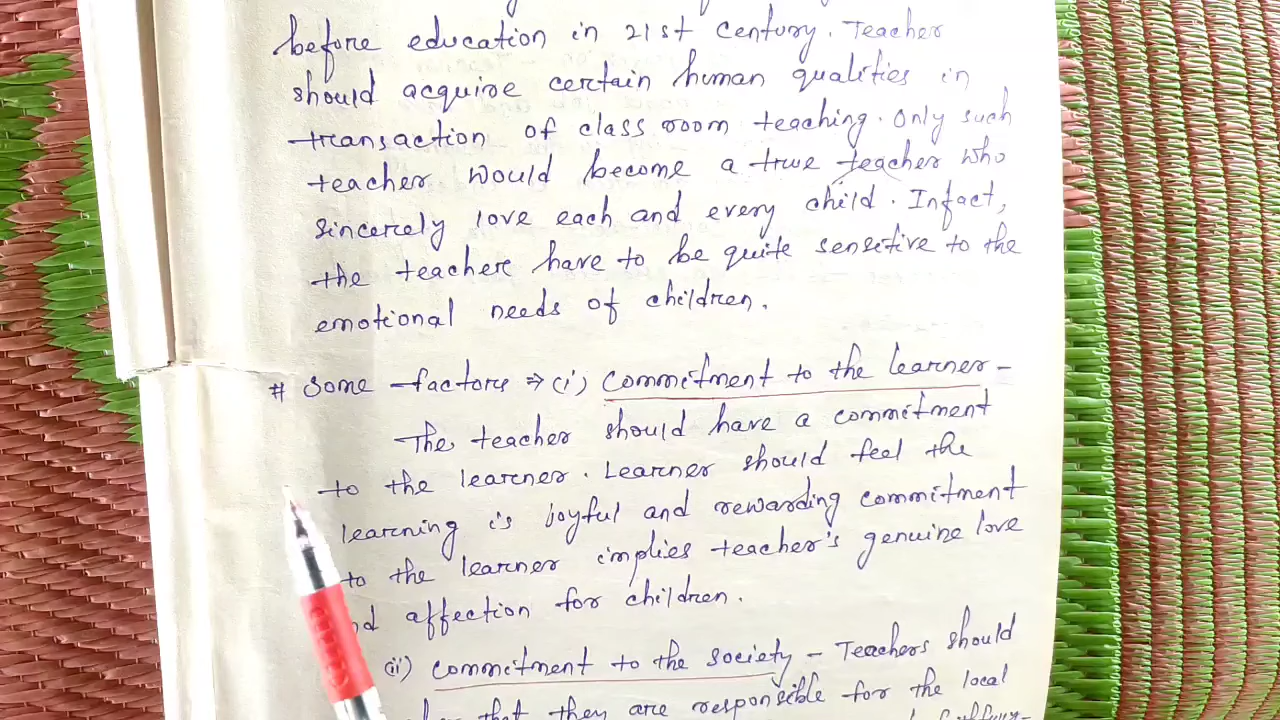 before education in 21st century. Teacher
should acquire certain human qualities in
transaction of class room teaching. Only such
teacher would become a true teacher who
sincerely love each and every child. Infact,
the teachers have to be quite sensitive to the
emotional needs of children.
# Some factors ⇒ (i) Commitment to the learner -
The teacher should have a commitment
to the learner. Learner should feel the
learning is joyful and rewarding commitment
to the learner implies teacher's genuine love
nd affection for children.
(ii) Commitment to the society - Teachers should
that they are responsible for the local